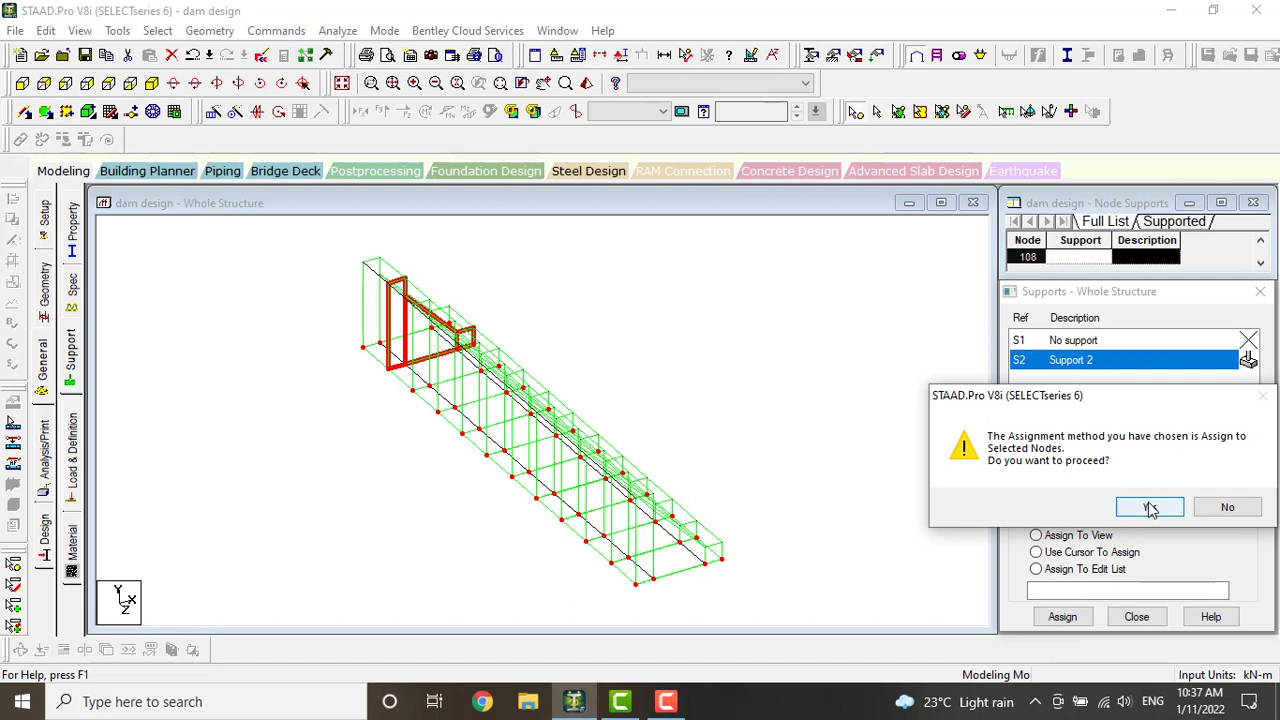 STAAD.Pro V8i (SELECTseries 6) - dam design
File Edit View Tools Select Geometry Commands Analyze Mode Bentley Cloud Services Window Help
Modeling Building Planner Piping Bridge Deck Postprocessing Foundation Design Steel Design RAM Connection Concrete Design Advanced Slab Design Earthquake
Setup
Geometry
General
Analysis/Print
Design
Property
Spec
Support
Load & Definition
Material
dam design - Whole Structure
Y
X
Z
dam design - Node Supports
Full List Supported
Node Support Description
108
Supports - Whole Structure
Ref Description
S1 No support
S2 Support 2
STAAD.Pro V8i (SELECTseries 6)
The Assignment method you have chosen is Assign to
Selected Nodes.
Do you want to proceed?
No
Assign To View
Use Cursor To Assign
Assign To Edit List
Assign Close Help
For Help, press F1
Modeling Mo
Input Units: kN-m
Type here to search
23°C Light rain
ENG
10:37 AM
1/11/2022